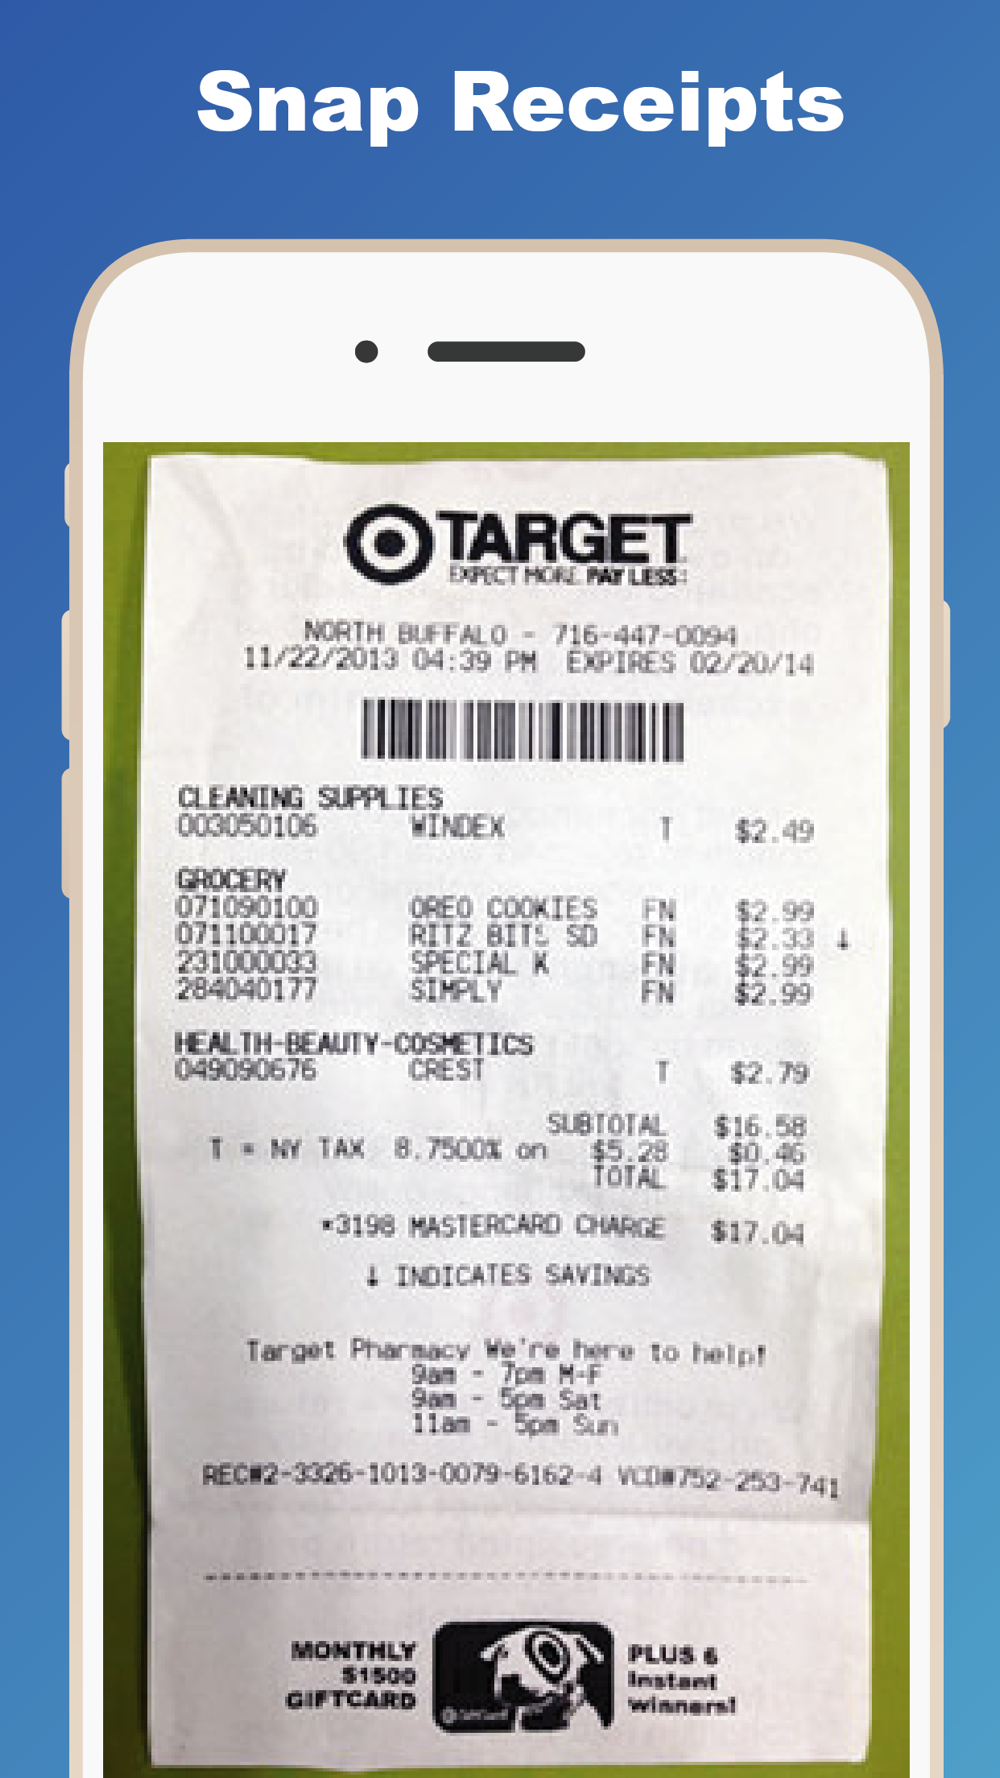 Snap Receipts
TARGET
EXPECT MORE. PAY LESS.
NORTH BUFFALO - 716-447-0094
11/22/2013 04:39 PM EXPIRES 02/20/14
CLEANING SUPPLIES
003050106 WINDEX T $2.49
GROCERY
071090100 OREO COOKIES FN $2.99
071100017 RITZ BITS SD FN $2.33 ↓
231000033 SPECIAL K FN $2.99
284040177 SIMPLY FN $2.99
HEALTH-BEAUTY-COSMETICS
049090676 CREST T $2.79
SUBTOTAL $16.58
T = NY TAX 8.7500% on $5.28 $0.46
TOTAL $17.04
*3198 MASTERCARD CHARGE $17.04
↓ INDICATES SAVINGS
Target Pharmacy We're here to help!
9am - 7pm M-F
9am - 5pm Sat
11am - 5pm Sun
REC#2-3326-1013-0079-6162-4 VCD#752-253-741
MONTHLY
$1500
GIFTCARD
PLUS 6
Instant
winners!